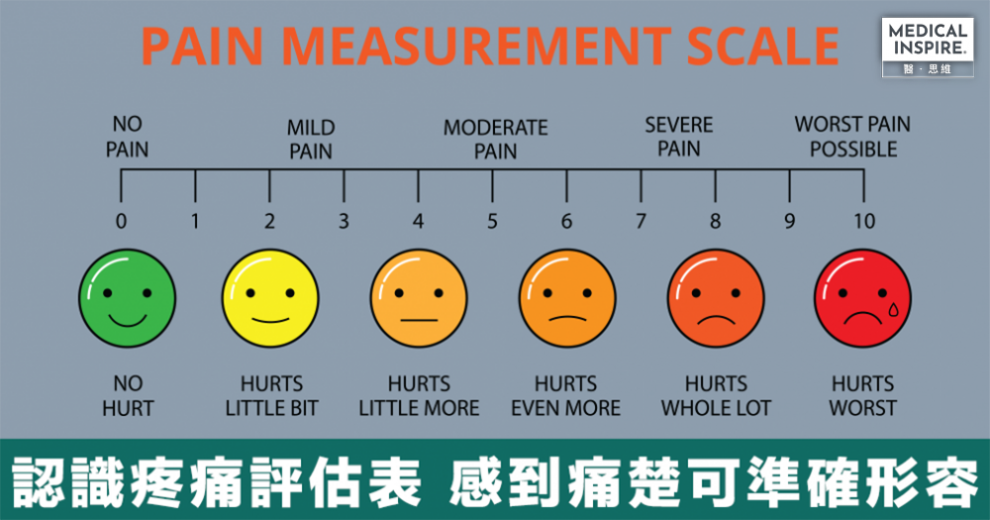 PAIN MEASUREMENT SCALE
MEDICAL
INSPIRE.
醫・思維
NO
PAIN
MILD
PAIN
MODERATE
PAIN
SEVERE
PAIN
WORST PAIN
POSSIBLE
0 1 2 3 4 5 6 7 8 9 10
NO
HURT
HURTS
LITTLE BIT
HURTS
LITTLE MORE
HURTS
EVEN MORE
HURTS
WHOLE LOT
HURTS
WORST
認識疼痛評估表 感到痛楚可準確形容